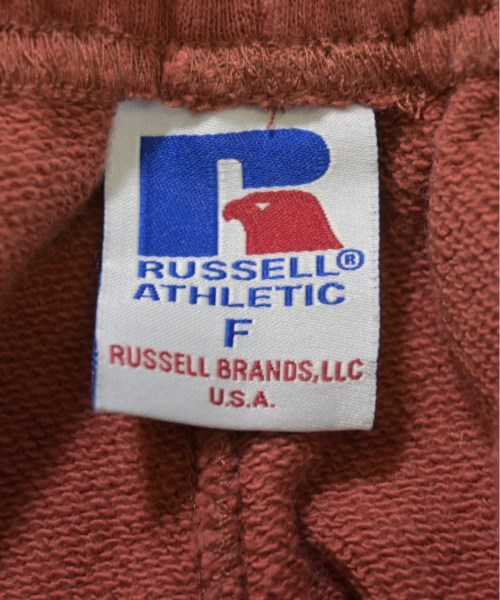 RUSSELL®
ATHLETIC
F
RUSSELL BRANDS, LLC
U.S.A.